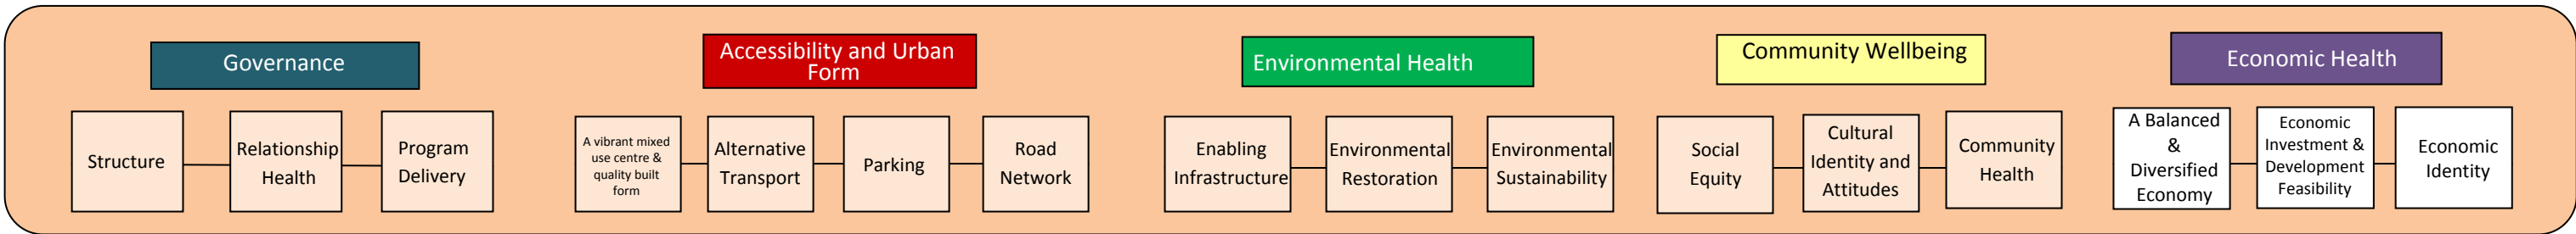 Governance
Accessibility and Urban
Form
Environmental Health
Community Wellbeing
Economic Health
Structure
Relationship
Health
Program
Delivery
A vibrant mixed
use centre &
quality built
form
Alternative
Transport
Parking
Road
Network
Enabling
Infrastructure
Environmental
Restoration
Environmental
Sustainability
Social
Equity
Cultural
Identity and
Attitudes
Community
Health
A Balanced
&
Diversified
Economy
Economic
Investment &
Development
Feasibility
Economic
Identity